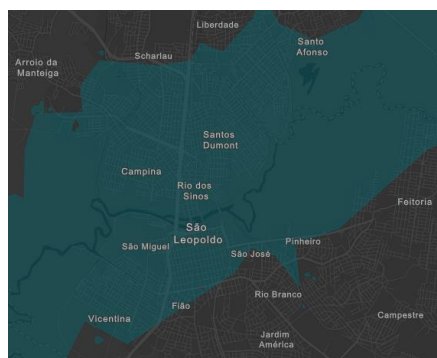 Liberdade
Santo
Afonso
Scharlau
Arroio da
Manteiga
Santos
Dumont
Campina
Rio dos
Sinos
Feitoria
São
Leopoldo
São Miguel
Pinheiro
São José
Rio Branco
Fião
Vicentina
Campestre
Jardim
América